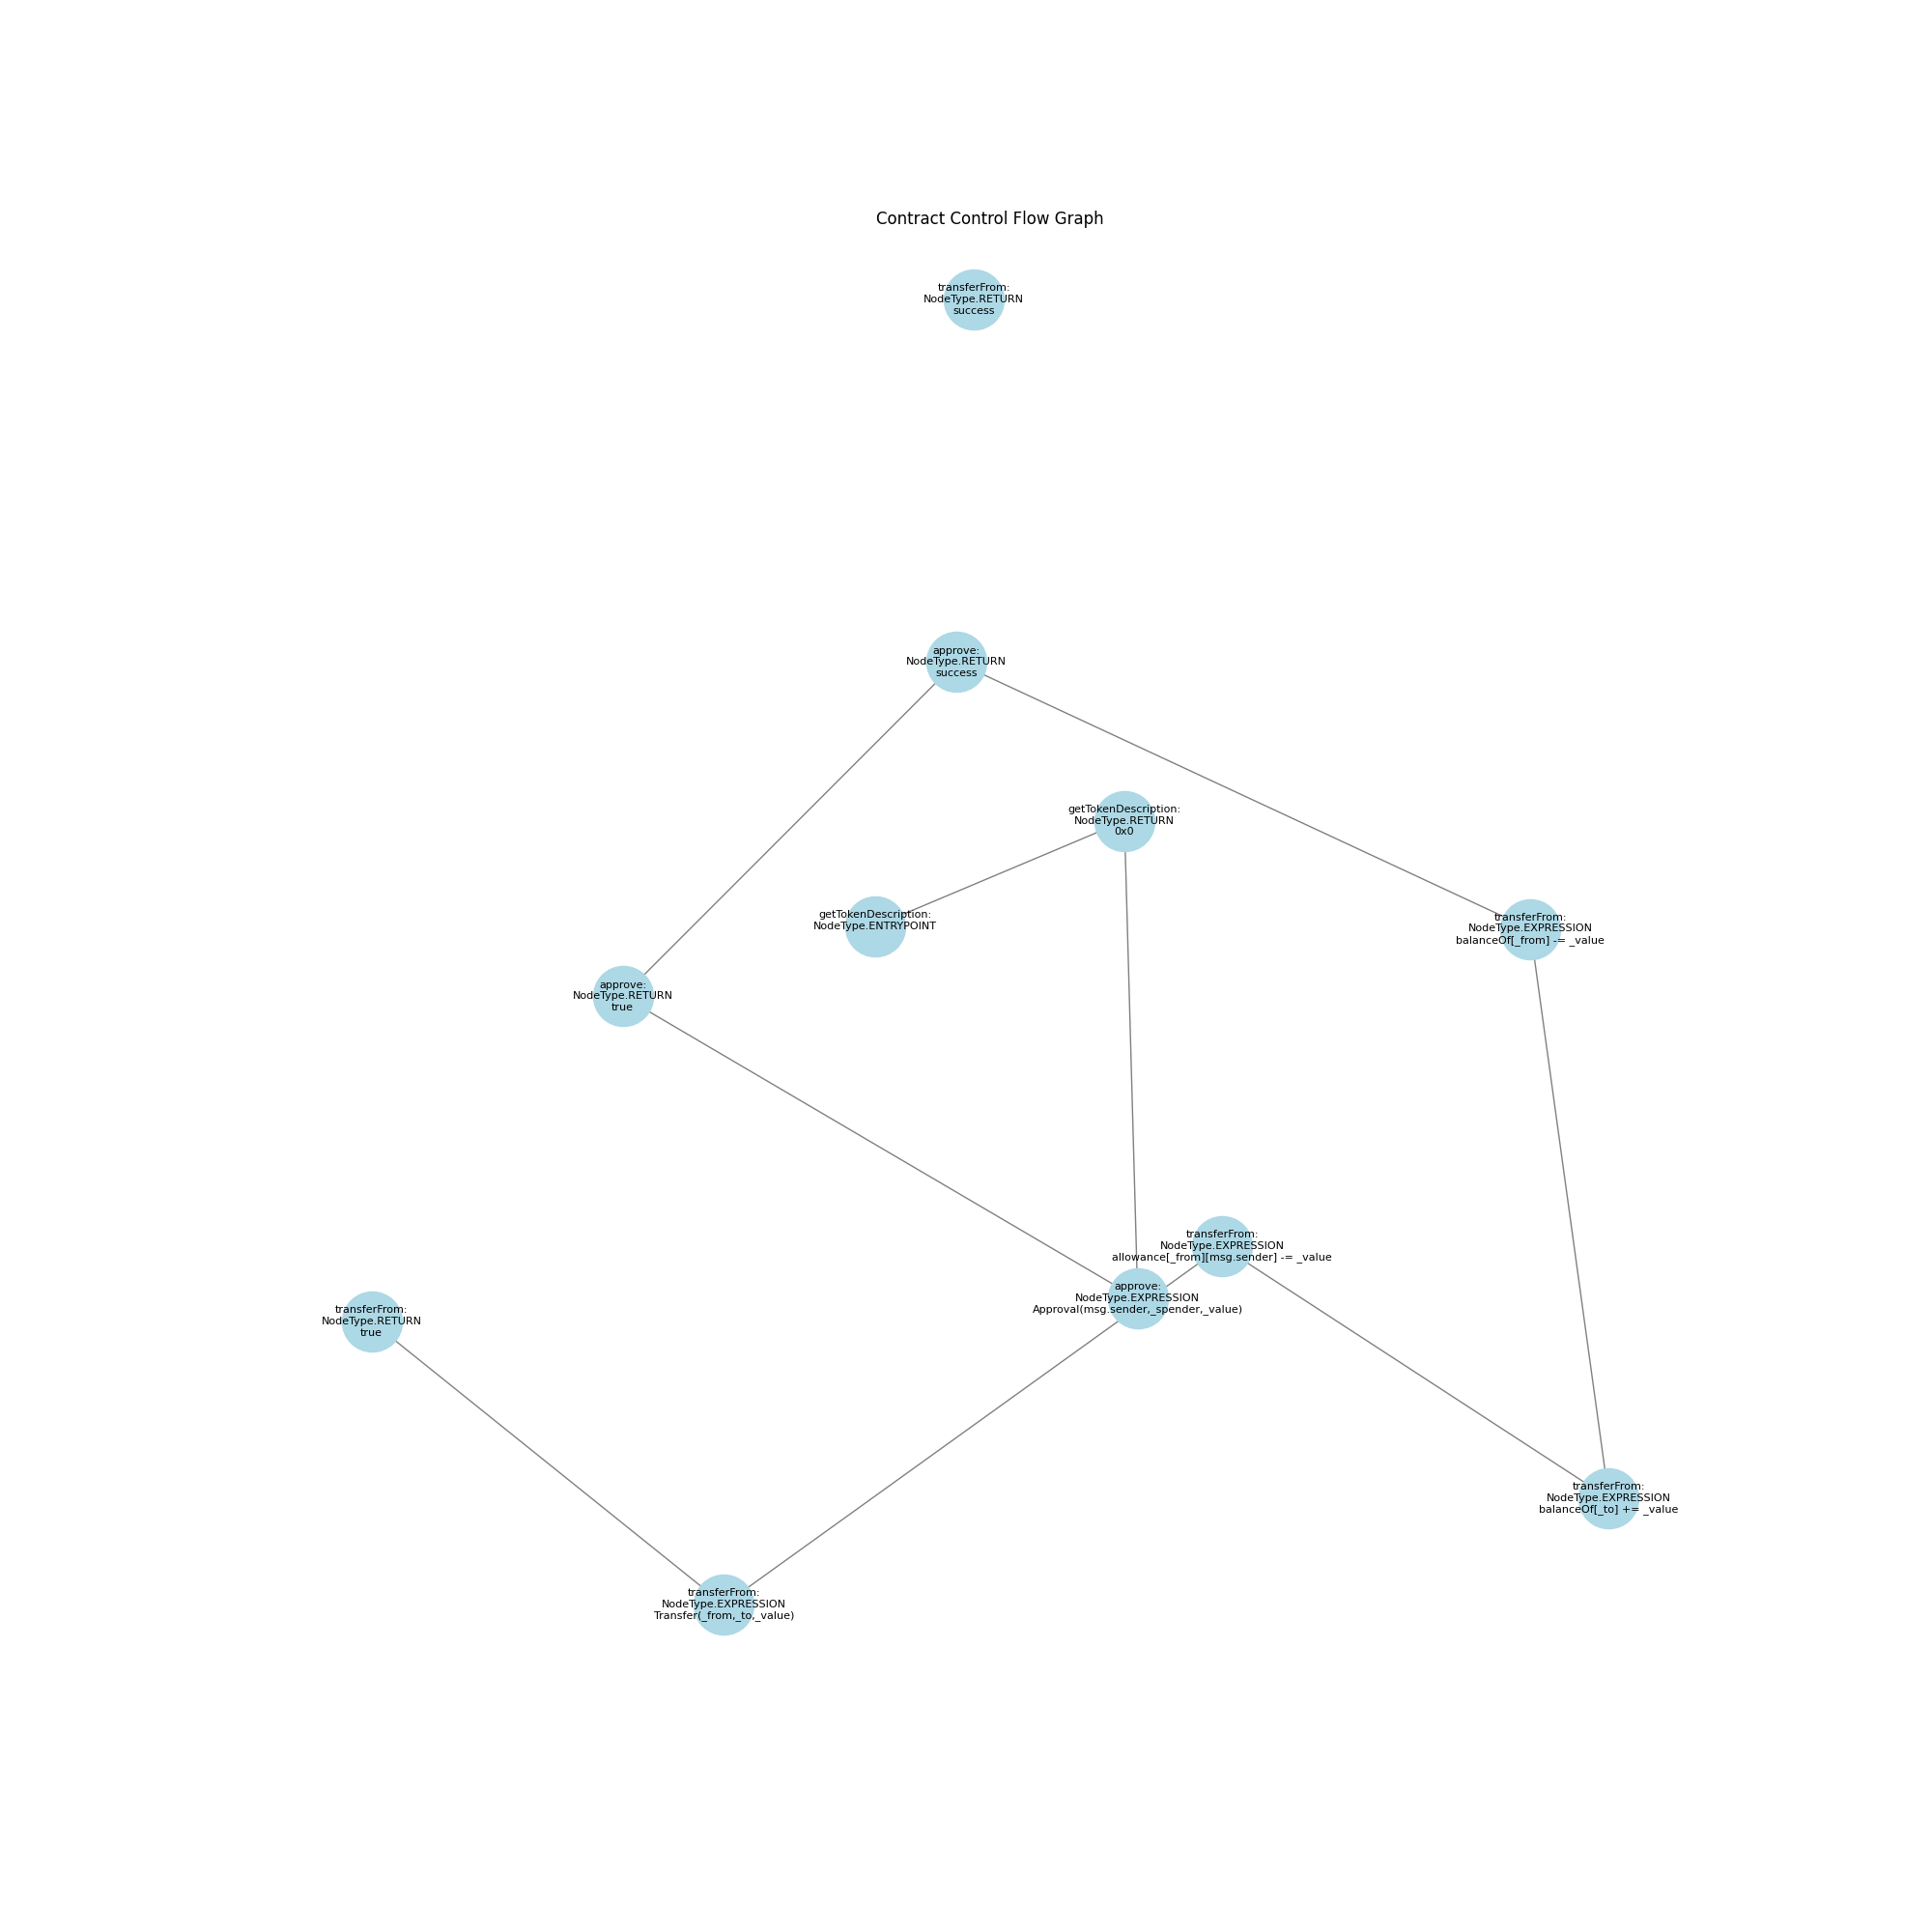 Contract Control Flow Graph
transferFrom:
NodeType.RETURN
success
approve:
NodeType.RETURN
success
getTokenDescription:
NodeType.RETURN
0x0
getTokenDescription:
NodeType.ENTRYPOINT
transferFrom:
NodeType.EXPRESSION
balanceOf[_from] -= _value
approve:
NodeType.RETURN
true
transferFrom:
NodeType.EXPRESSION
allowance[_from][msg.sender] -= _value
approve:
NodeType.EXPRESSION
Approval(msg.sender,_spender,_value)
transferFrom:
NodeType.RETURN
true
transferFrom:
NodeType.EXPRESSION
balanceOf[_to] += _value
transferFrom:
NodeType.EXPRESSION
Transfer(_from,_to,_value)